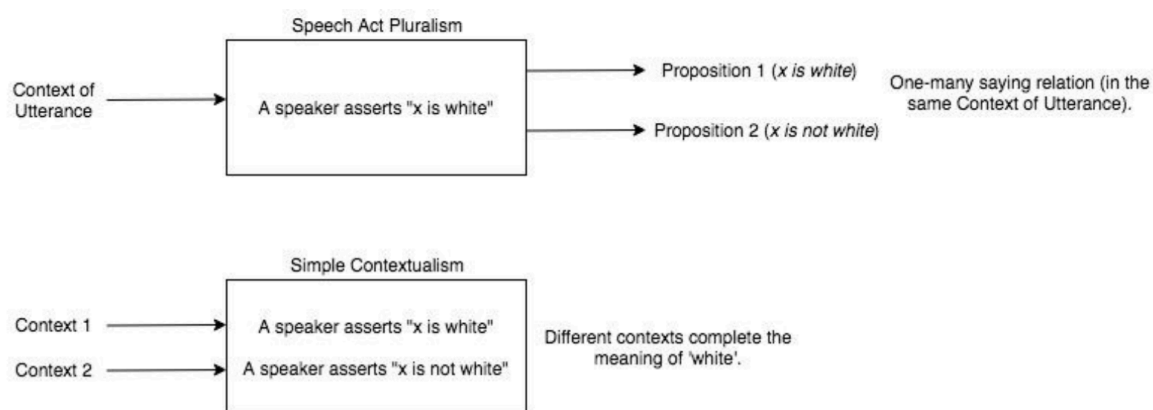 Speech Act Pluralism
Context of
Utterance
A speaker asserts "x is white"
Proposition 1 (x is white)
Proposition 2 (x is not white)
One-many saying relation (in the
same Context of Utterance).
Simple Contextualism
Context 1
A speaker asserts "x is white"
Context 2
A speaker asserts "x is not white"
Different contexts complete the
meaning of 'white'.